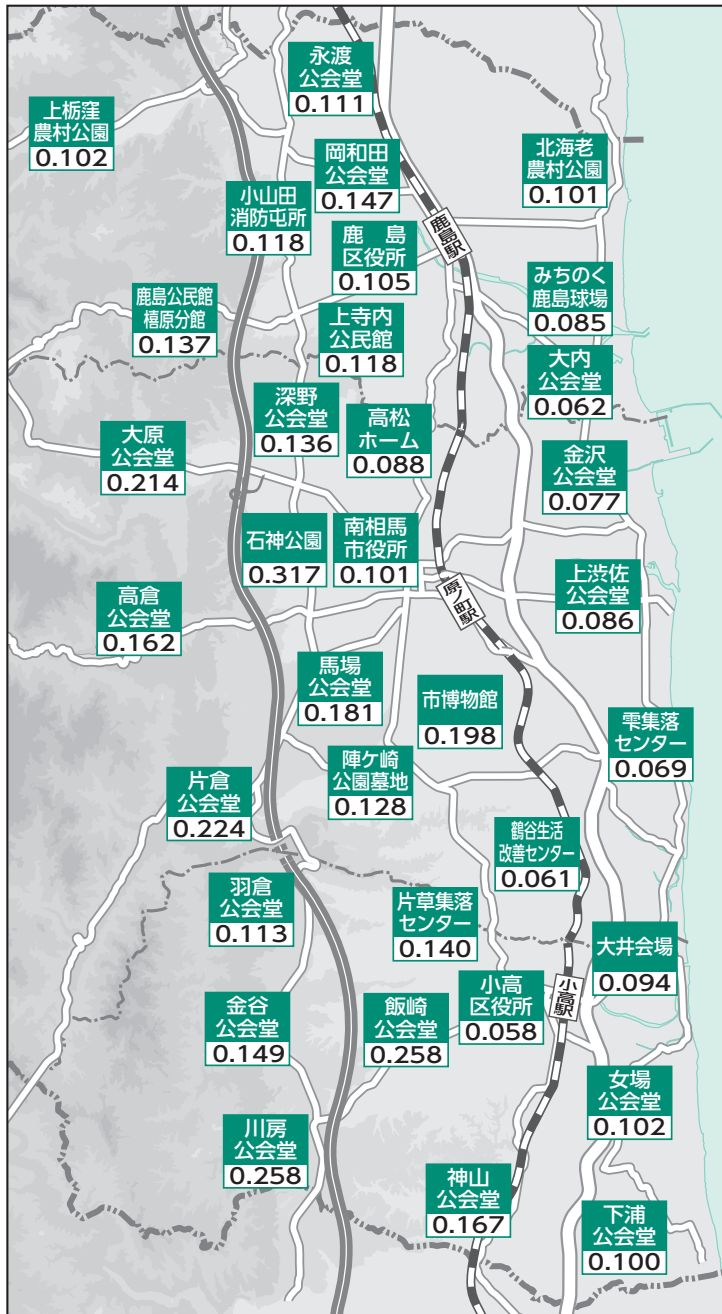 永渡
公会堂
0.111
上栃窪
農村公園
0.102
岡和田
公会堂
0.147
北海老
農村公園
0.101
小山田
消防屯所
0.118
鹿島駅
鹿　島
区役所
0.105
みちのく
鹿島球場
0.085
鹿島公民館
橲原分館
0.137
上寺内
公民館
0.118
大内
公会堂
0.062
深野
公会堂
0.136
高松
ホーム
0.088
大原
公会堂
0.214
金沢
公会堂
0.077
石神公園
0.317
南相馬
市役所
0.101
原ノ町駅
上渋佐
公会堂
0.086
高倉
公会堂
0.162
馬場
公会堂
0.181
市博物館
0.198
雫集落
センター
0.069
陣ケ崎
公園墓地
0.128
片倉
公会堂
0.224
鶴谷生活
改善センター
0.061
羽倉
公会堂
0.113
片草集落
センター
0.140
大井会場
0.094
小高
区役所
0.058
小高駅
金谷
公会堂
0.149
飯崎
公会堂
0.258
女場
公会堂
0.102
川房
公会堂
0.258
神山
公会堂
0.167
下浦
公会堂
0.100